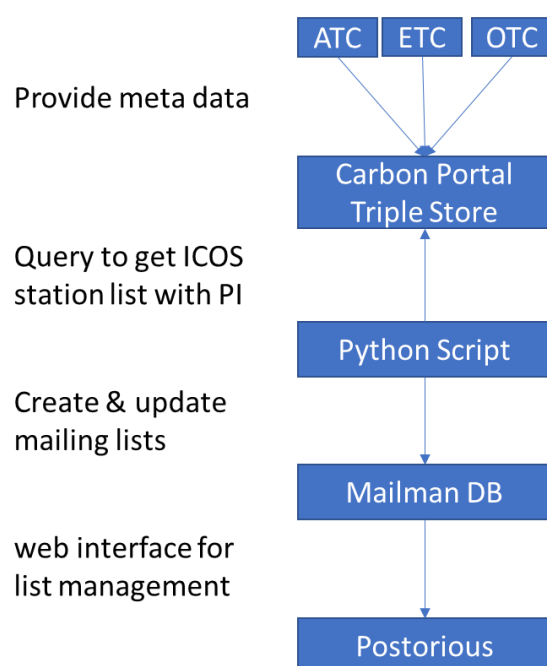 ATC ETC OTC
Provide meta data
Carbon Portal
Triple Store
Query to get ICOS
station list with PI
Python Script
Create & update
mailing lists
Mailman DB
web interface for
list management
Postorious